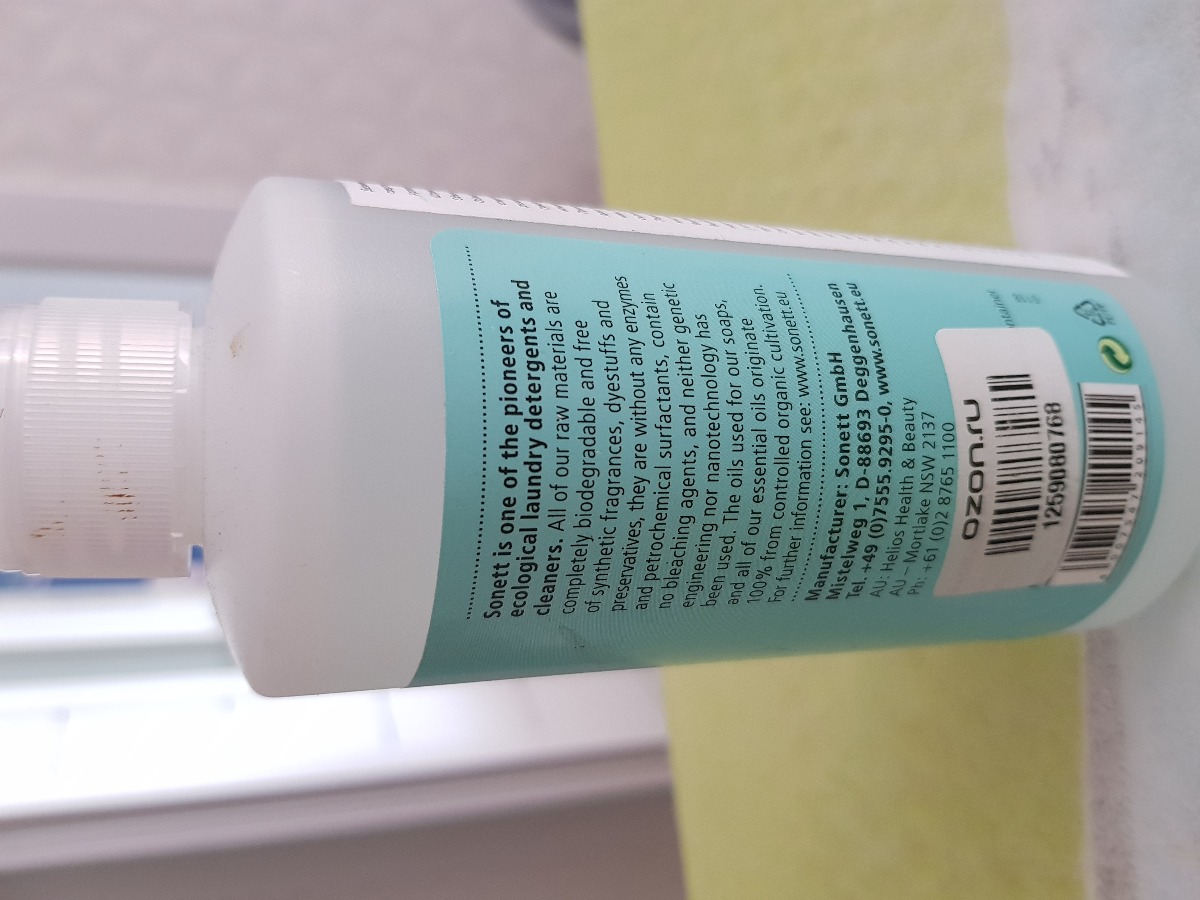 Sonett is one of the pioneers of
ecological laundry detergents and
cleaners. All of our raw materials are
completely biodegradable and free
of synthetic fragrances, dyestuffs and
preservatives, they are without any enzymes
and petrochemical surfactants, contain
no bleaching agents, and neither genetic
engineering nor nanotechnology has
been used. The oils used for our soaps,
and all of our essential oils originate
100% from controlled organic cultivation.
For further information see: www.sonett.eu
Manufacturer: Sonett GmbH
Mistelweg 1, D-88693 Deggenhausen
Tel. +49 (0)7555.9295-0, www.sonett.eu
AU: Helios Health & Beauty
AU – Mortlake NSW 2137
Ph: +61 (0)2 8765 1100
ozon.ru
1259080768